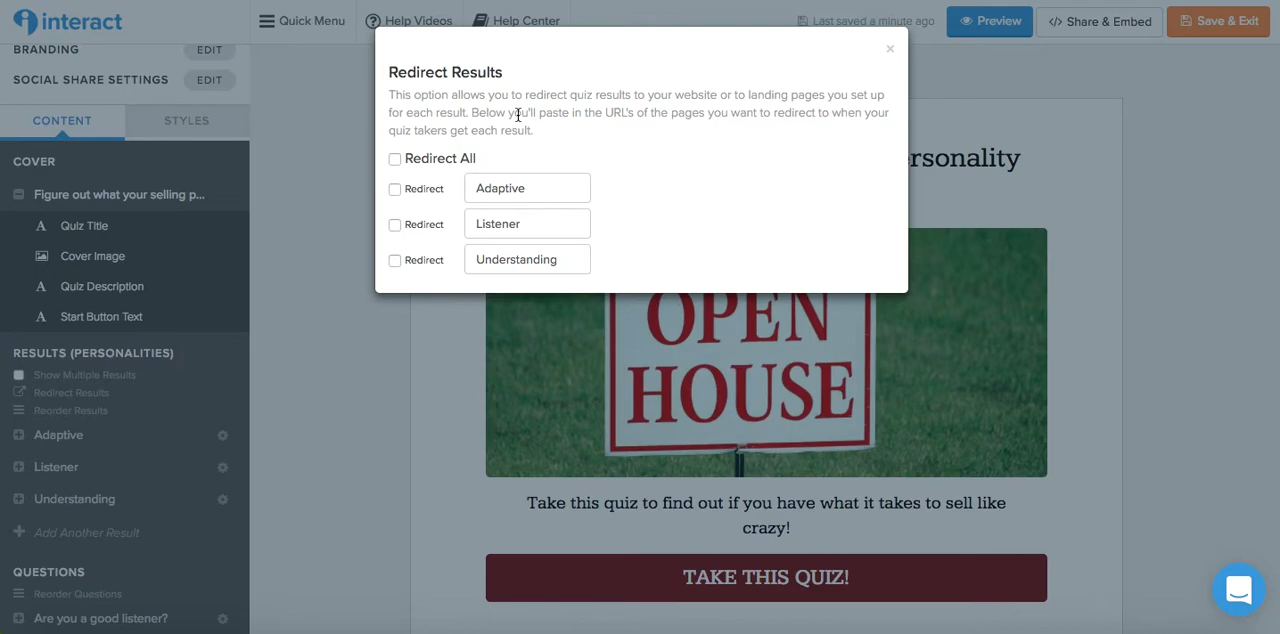 interact
Quick Menu
Help Videos
Help Center
Last saved a minute ago
Preview
</> Share & Embed
Save & Exit
BRANDING
EDIT
SOCIAL SHARE SETTINGS
EDIT
CONTENT
STYLES
COVER
Figure out what your selling p...
A Quiz Title
Cover Image
A Quiz Description
A Start Button Text
RESULTS (PERSONALITIES)
Show Multiple Results
Redirect Results
Reorder Results
Adaptive
Listener
Understanding
Add Another Result
QUESTIONS
Reorder Questions
Are you a good listener?
×
Redirect Results
This option allows you to redirect quiz results to your website or to landing pages you set up
for each result. Below you'll paste in the URL's of the pages you want to redirect to when your
quiz takers get each result.
Redirect All
Redirect Adaptive
Redirect Listener
Redirect Understanding
OPEN
HOUSE
Take this quiz to find out if you have what it takes to sell like
crazy!
TAKE THIS QUIZ!